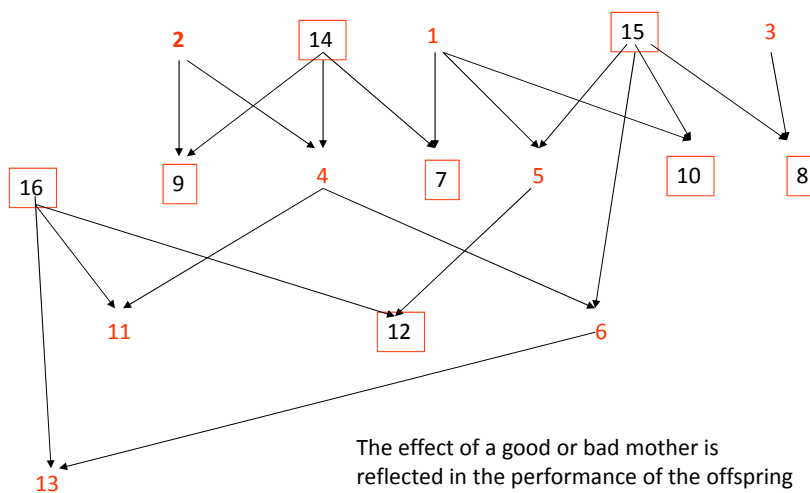 2 14 1 15 3
9 4 7 5 10 8
16
11 12 6
13
The effect of a good or bad mother is
reflected in the performance of the offspring